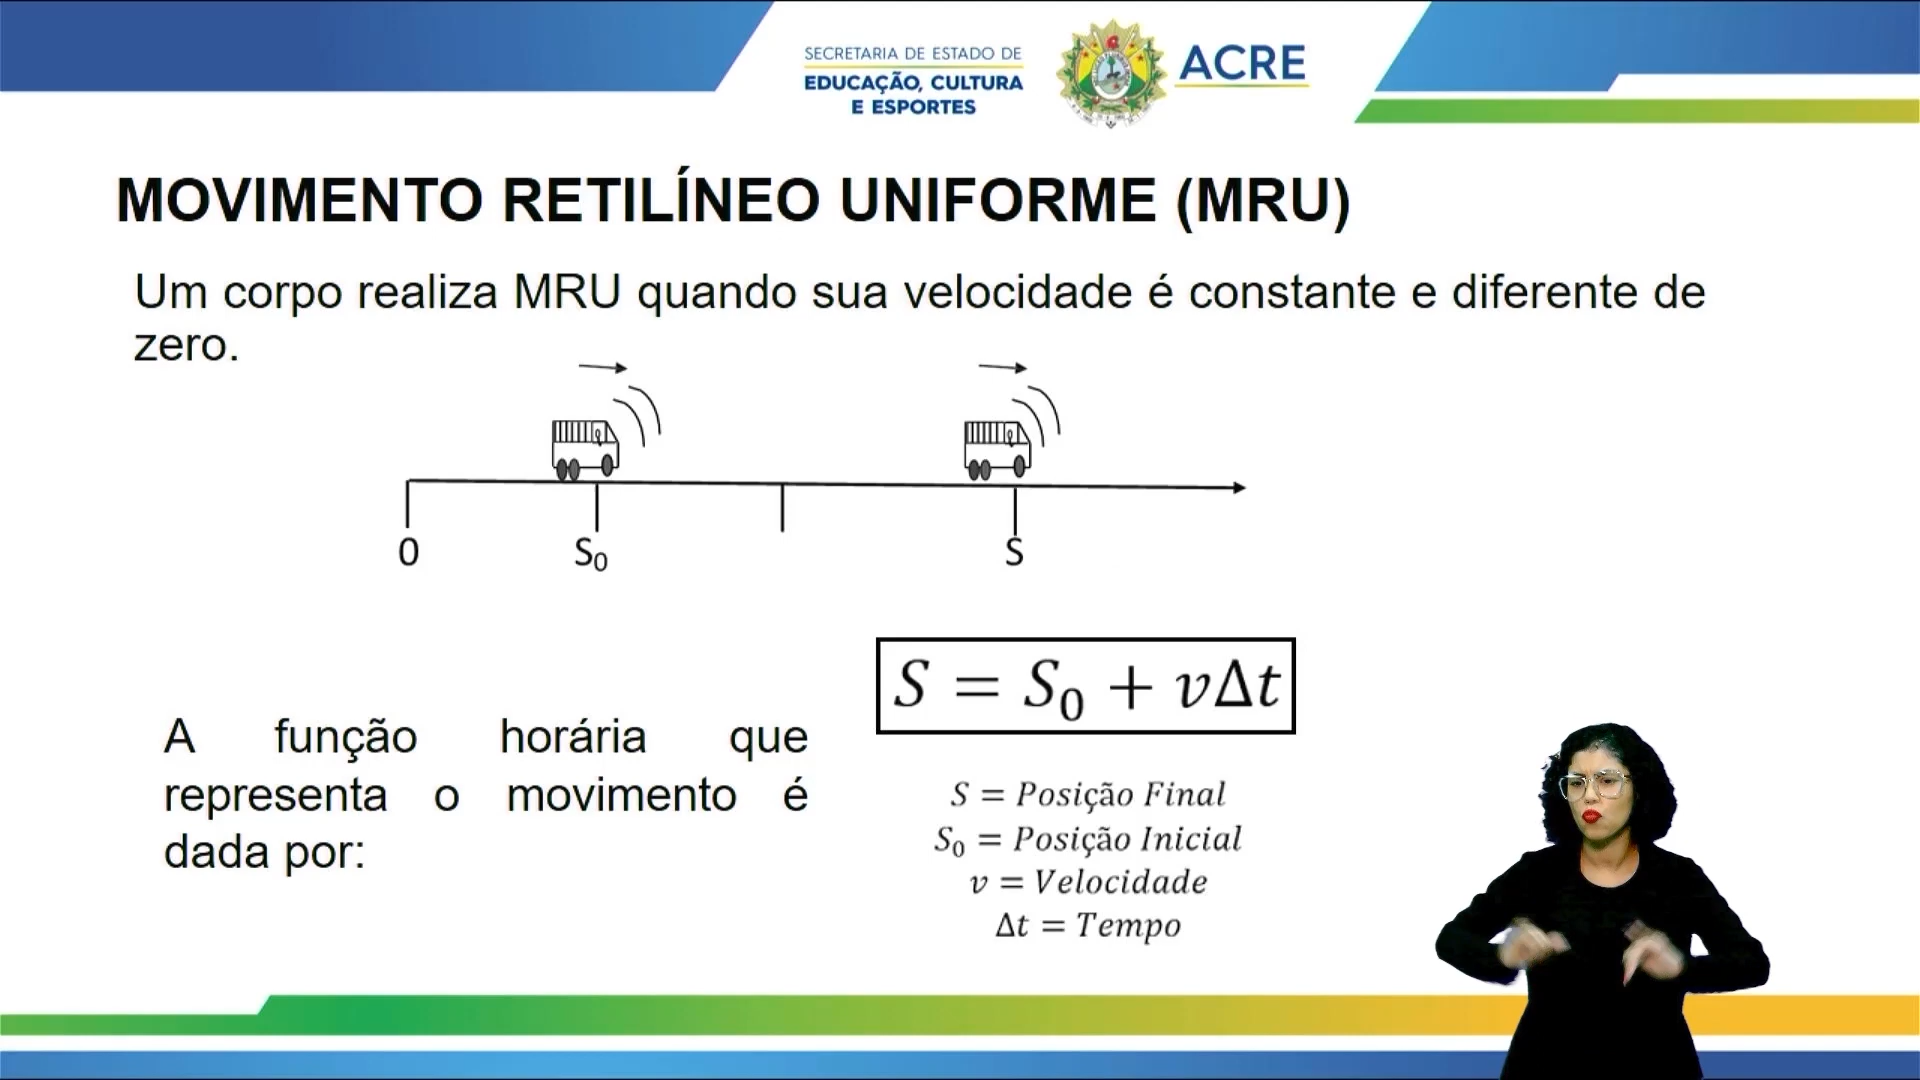 SECRETARIA DE ESTADO DE
EDUCAÇÃO, CULTURA
E ESPORTES
ACRE
MOVIMENTO RETILÍNEO UNIFORME (MRU)
Um corpo realiza MRU quando sua velocidade é constante e diferente de
zero.
0 S₀ S
S = S₀ + vΔt
A função horária que
representa o movimento é
dada por:
S = Posição Final
S₀ = Posição Inicial
v = Velocidade
Δt = Tempo